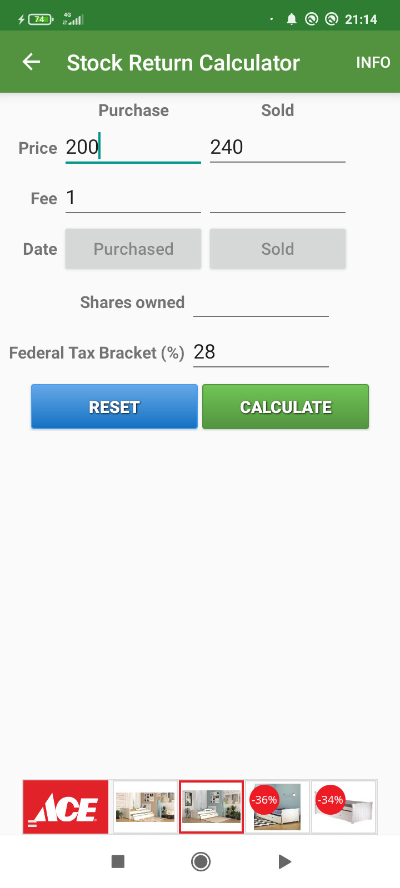 74
4G
21:14
Stock Return Calculator
INFO
Purchase Sold
Price 200 240
Fee 1
Date Purchased Sold
Shares owned
Federal Tax Bracket (%) 28
RESET CALCULATE
ACE -36% -34%